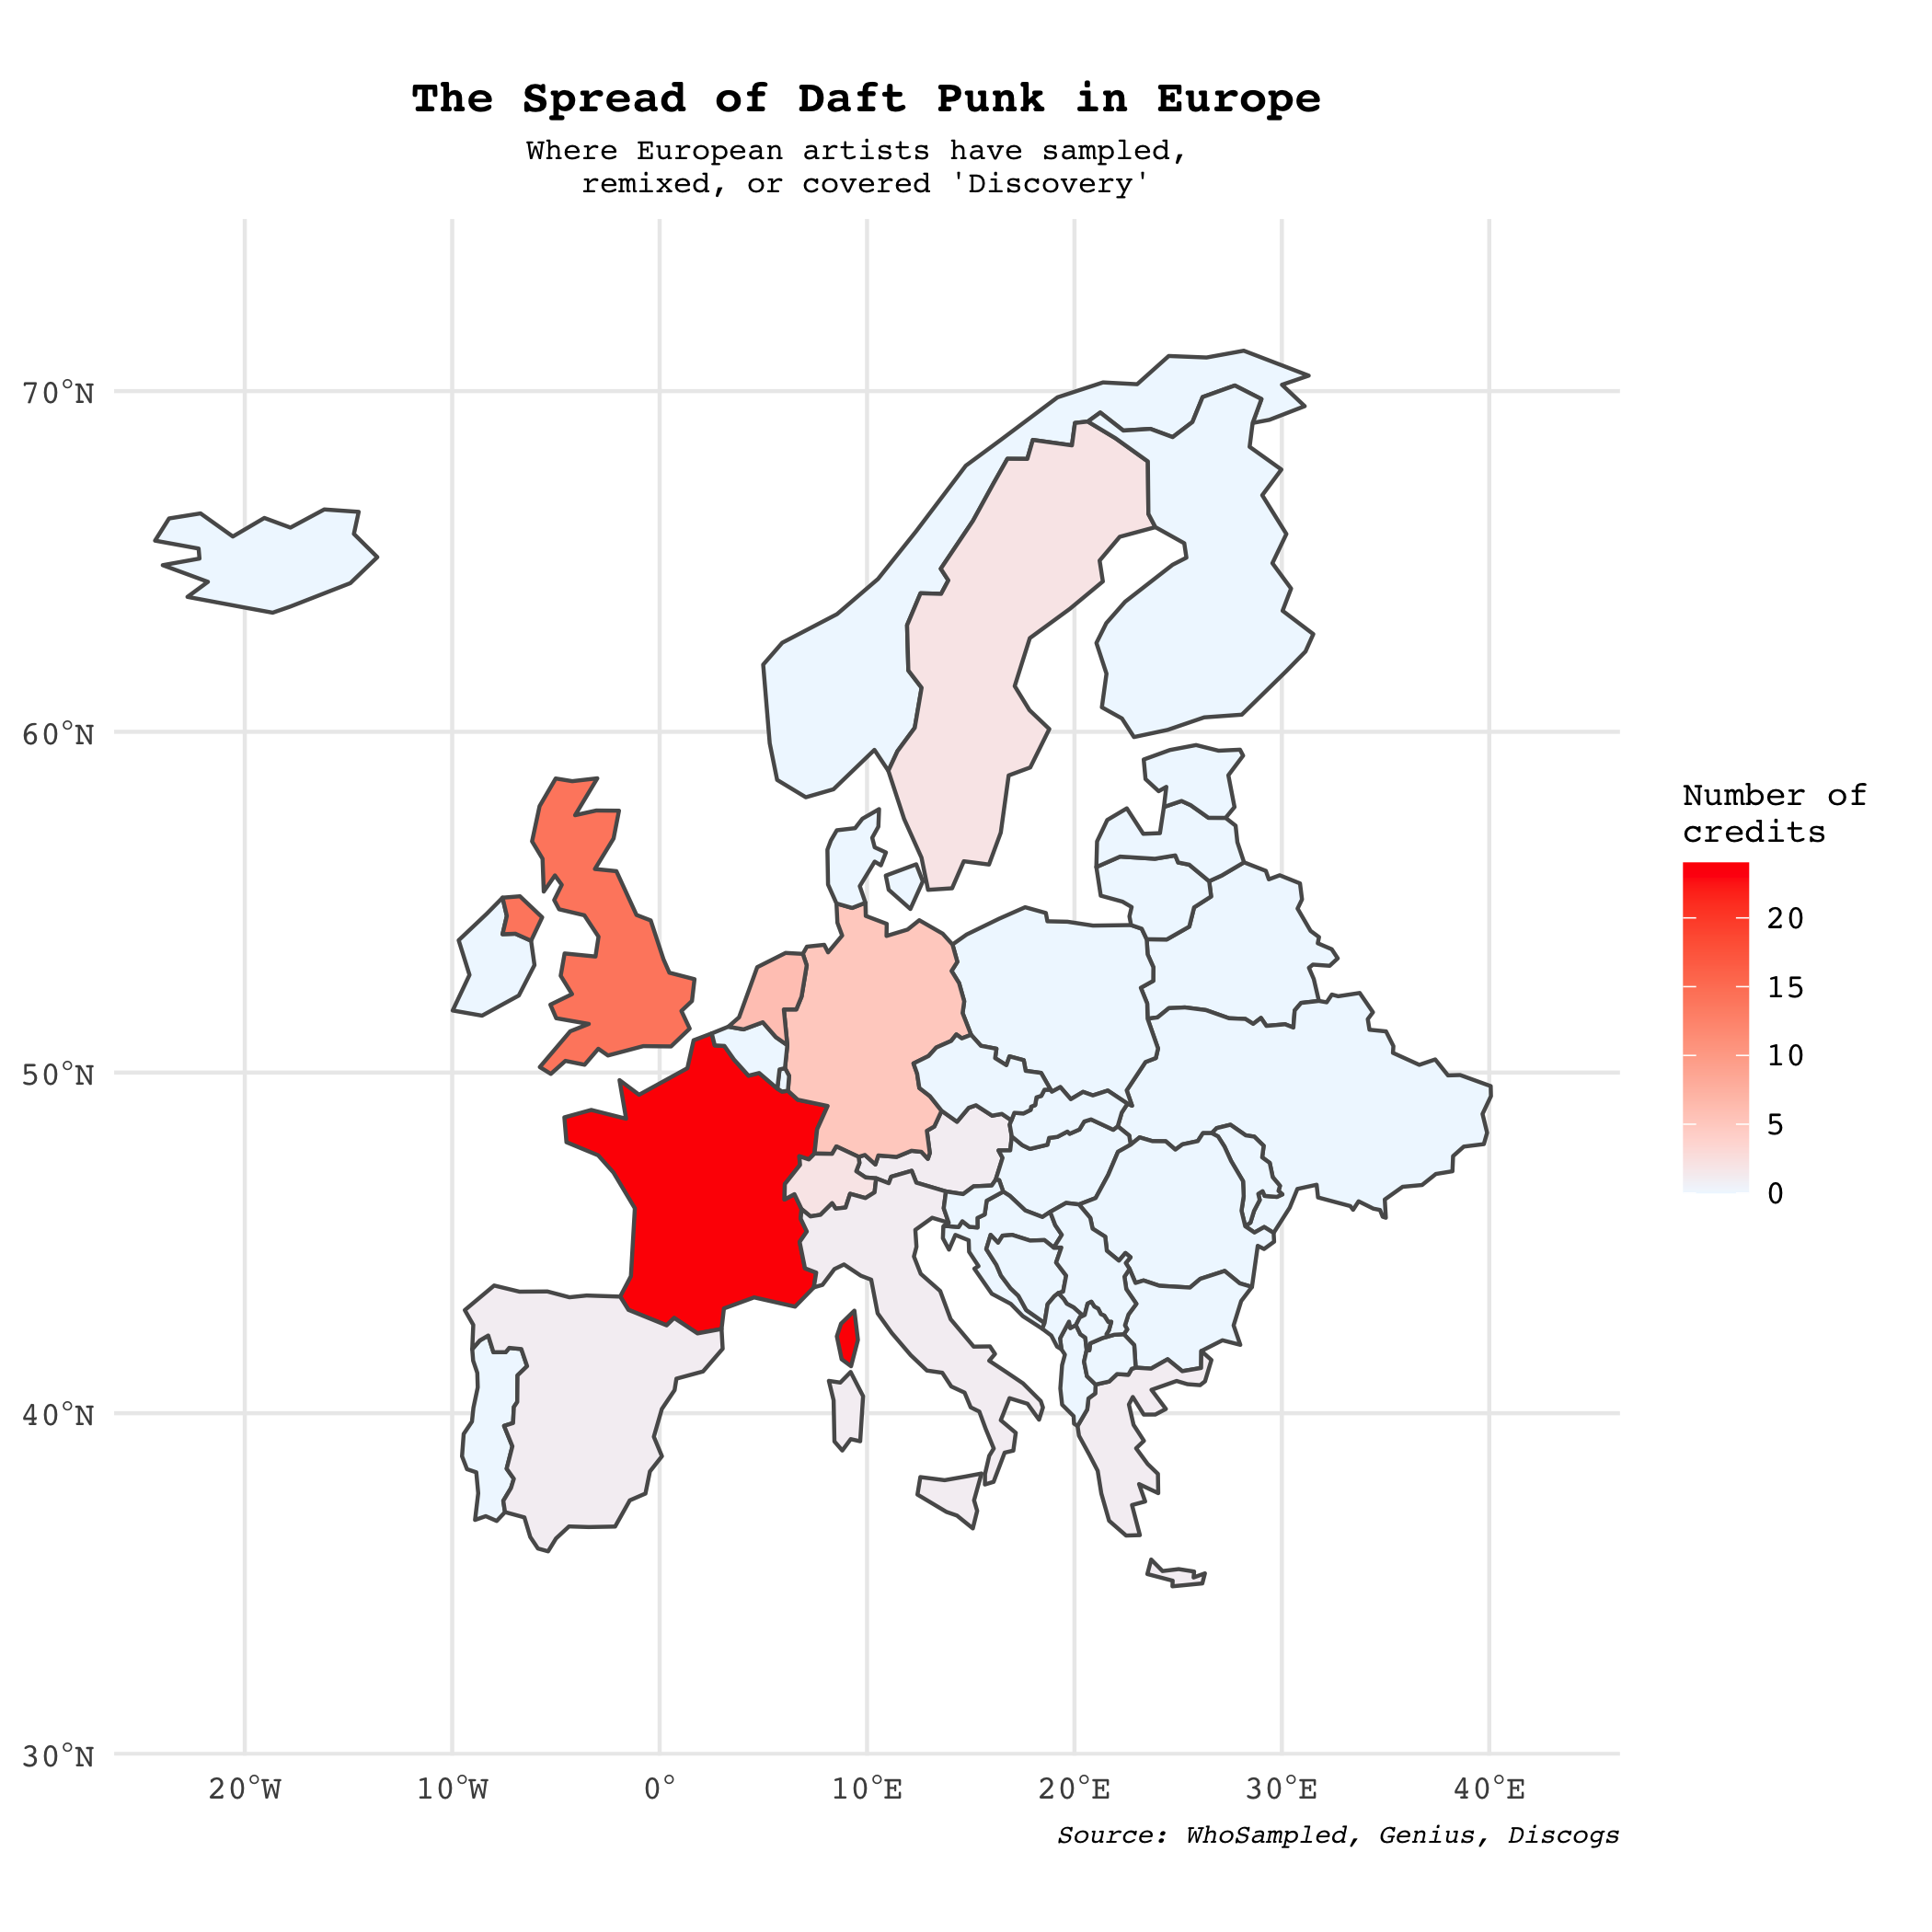 The Spread of Daft Punk in Europe
Where European artists have sampled,
remixed, or covered 'Discovery'
70°N
60°N
50°N
40°N
30°N
20°W
10°W
0°
10°E
20°E
30°E
40°E
Number of
credits
20
15
10
5
0
Source: WhoSampled, Genius, Discogs